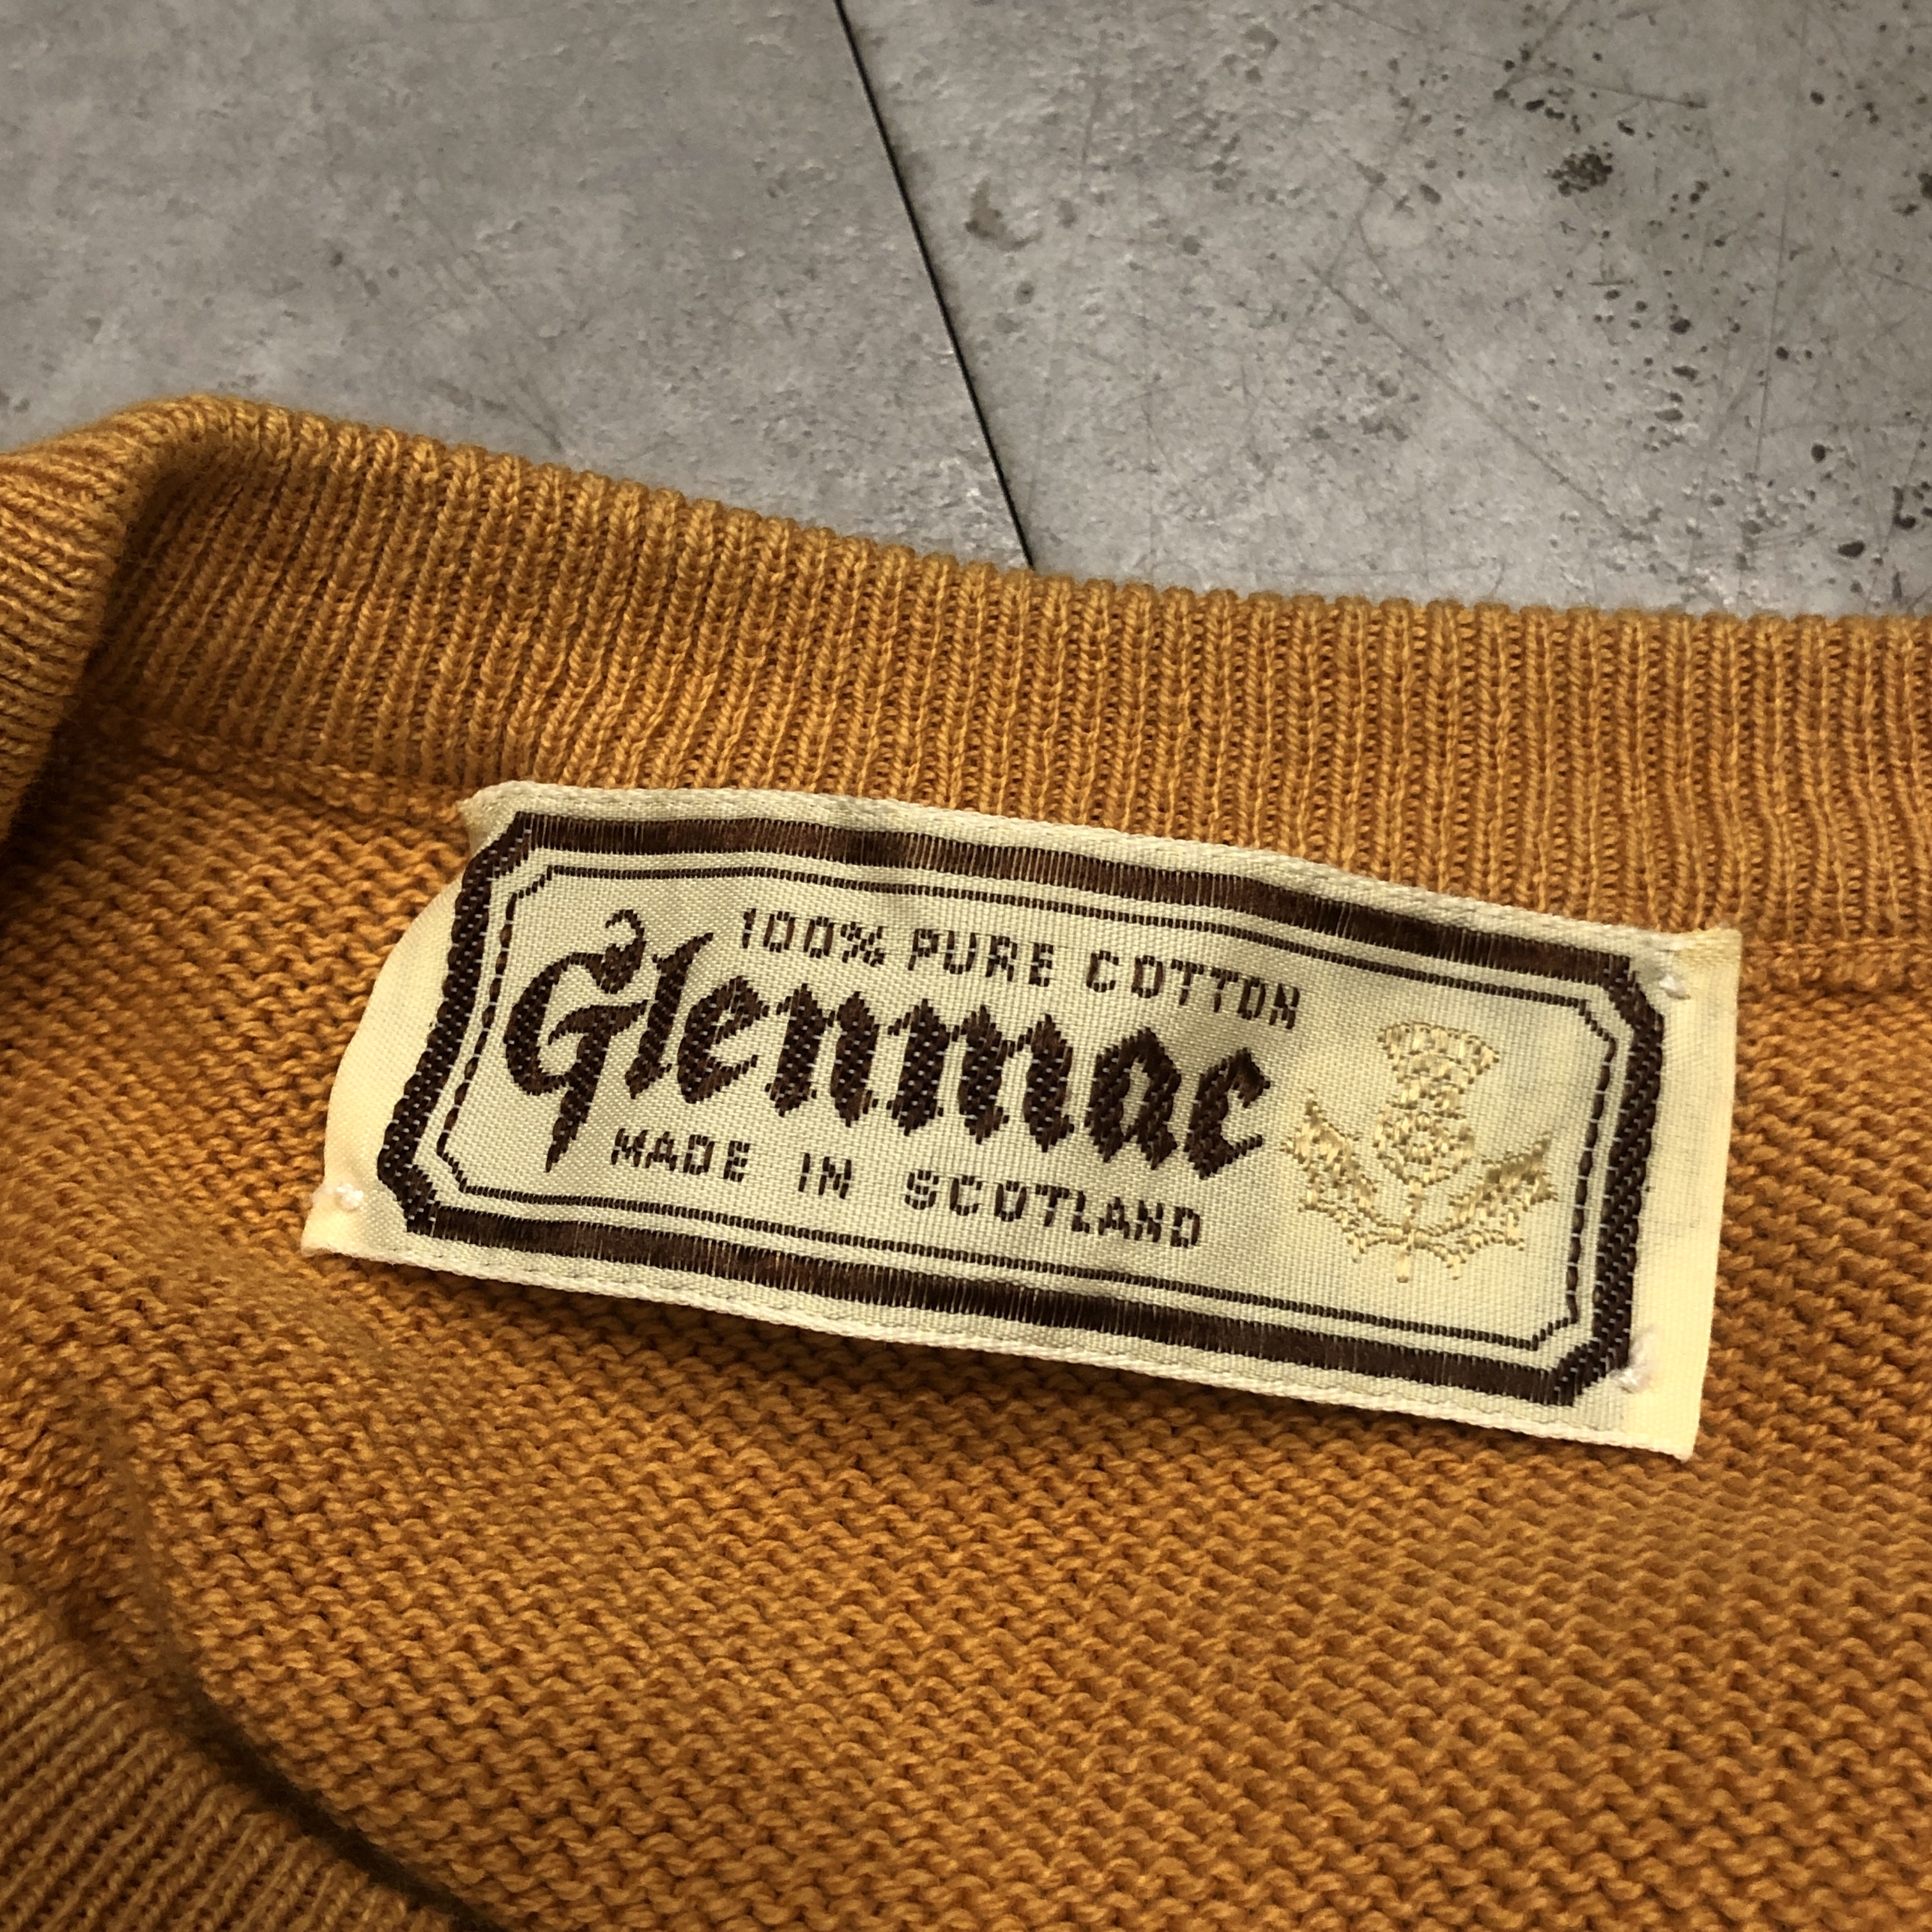 100% PURE COTTON
Glenmac
MADE IN SCOTLAND